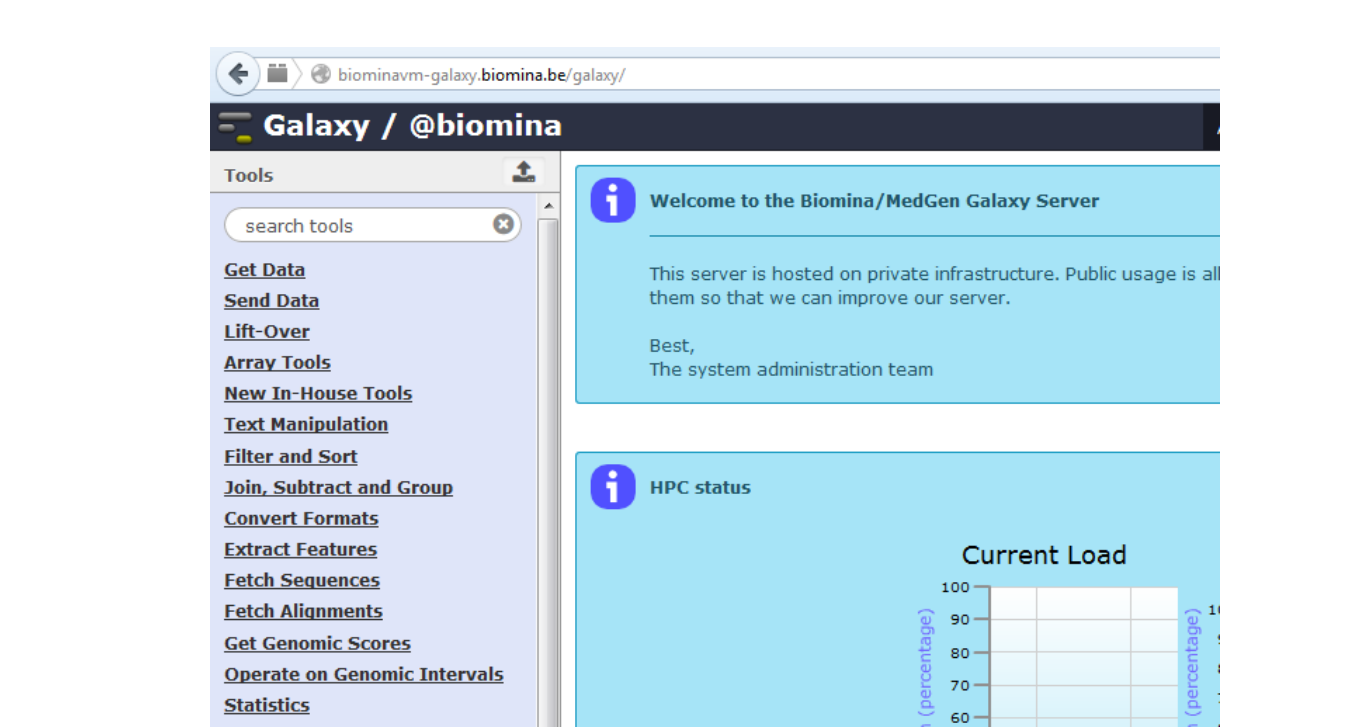 biominavm-galaxy.biomina.be/galaxy/
Galaxy / @biomina
Tools
search tools
Get Data
Send Data
Lift-Over
Array Tools
New In-House Tools
Text Manipulation
Filter and Sort
Join, Subtract and Group
Convert Formats
Extract Features
Fetch Sequences
Fetch Alignments
Get Genomic Scores
Operate on Genomic Intervals
Statistics
Welcome to the Biomina/MedGen Galaxy Server
This server is hosted on private infrastructure. Public usage is
them so that we can improve our server.
Best,
The system administration team
HPC status
Current Load
100
90
80
70
60
(percentage)
(percentage)